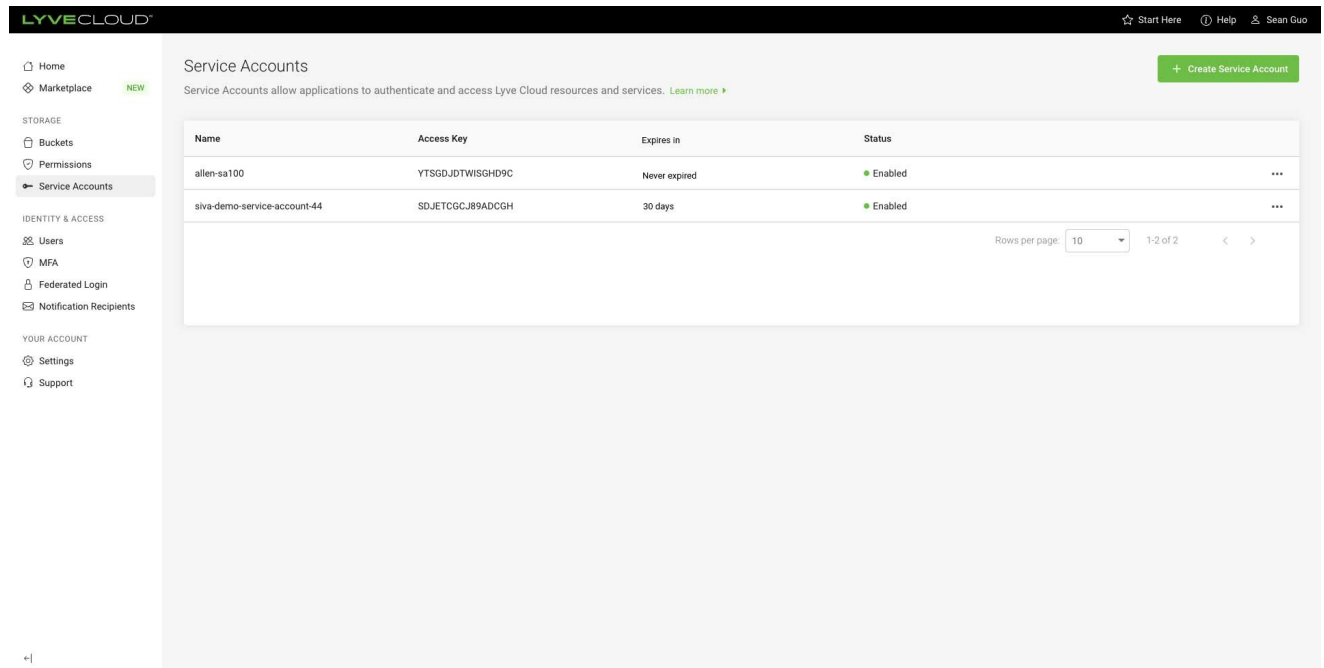 LYVECLOUD
Start Here Help Sean Guo
Home
Marketplace NEW
STORAGE
Buckets
Permissions
Service Accounts
IDENTITY & ACCESS
Users
MFA
Federated Login
Notification Recipients
YOUR ACCOUNT
Settings
Support
Service Accounts
+ Create Service Account
Service Accounts allow applications to authenticate and access Lyve Cloud resources and services. Learn more
Name Access Key Expires in Status
allen-sa100 YTSGDJDTWISGHD9C Never expired Enabled
siva-demo-service-account-44 SDJETCGCJ89ADCGH 30 days Enabled
Rows per page: 10 1-2 of 2